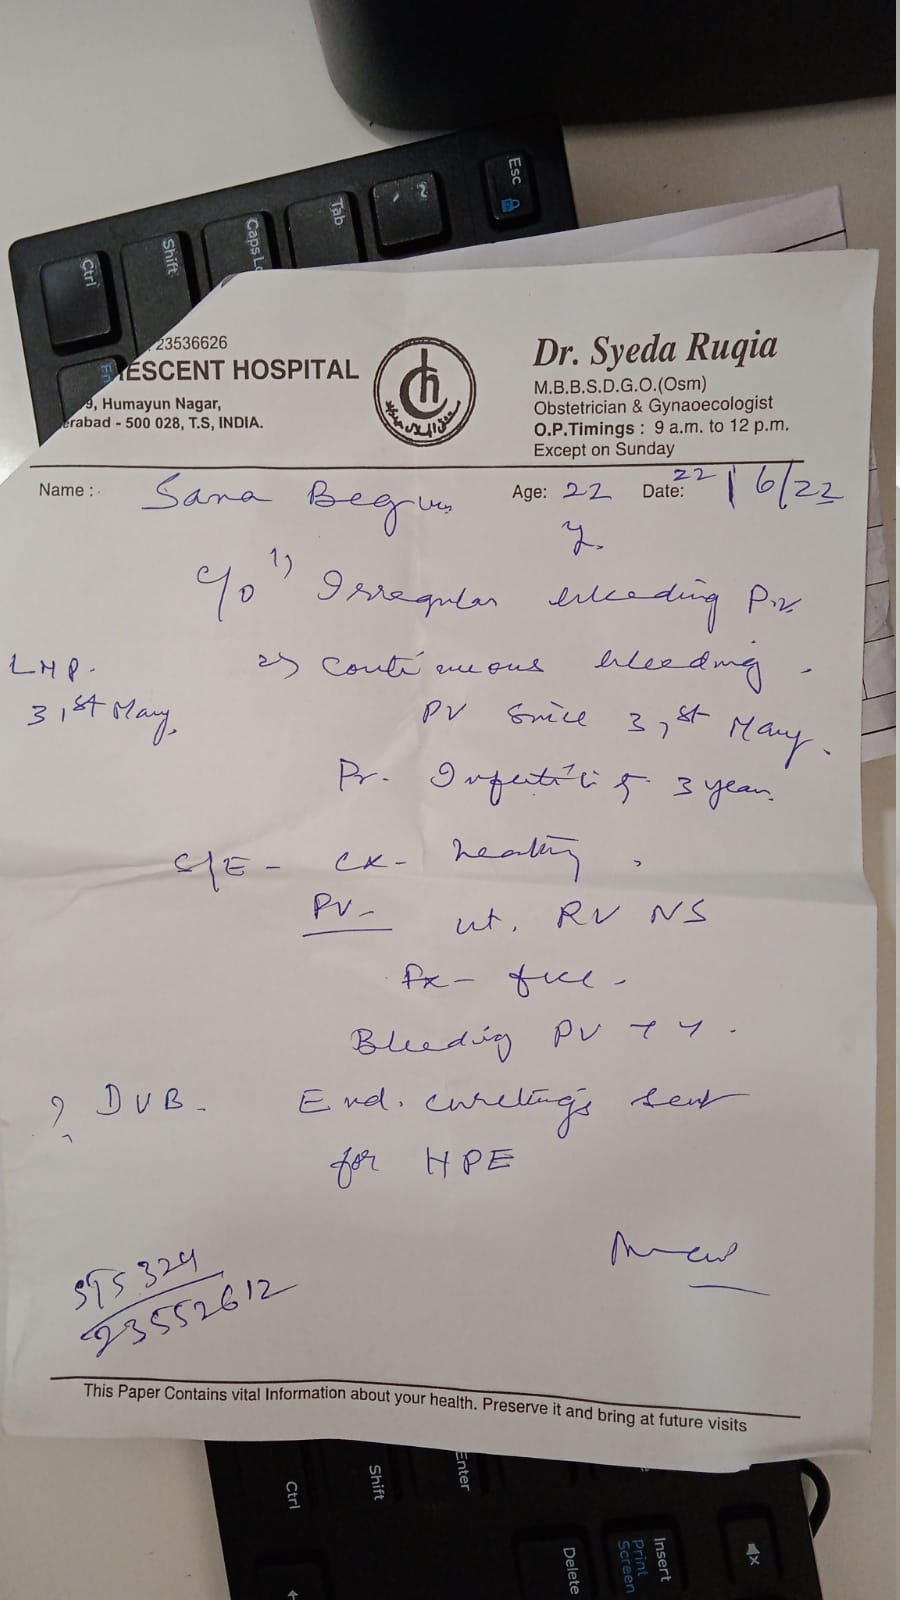 Esc
~
Tab
Caps L
Shift
Ctrl
Fn
23536626
ESCENT HOSPITAL
9, Humayun Nagar,
erabad - 500 028, T.S, INDIA.
Dr. Syeda Ruqia
M.B.B.S.D.G.O.(Osm)
Obstetrician & Gynaoecologist
O.P.Timings : 9 a.m. to 12 p.m.
Except on Sunday
Name : Sana Begum Age: 22 y. Date: 22/6/22
c/o 1) Irregular bleeding P.V.
LMP. 2) continuous bleeding.
31st May, PV since 31st May.
Pr. Infertility 3 years.
S/E - cx - healthy.
PV - ut. RV NS
Fx - free.
Bleeding PV ++.
? DUB. End. curettings sent
for HPE
23552612
This Paper Contains vital Information about your health. Preserve it and bring at future visits
Ctrl
Shift
Enter
Delete
Insert
Print
Screen